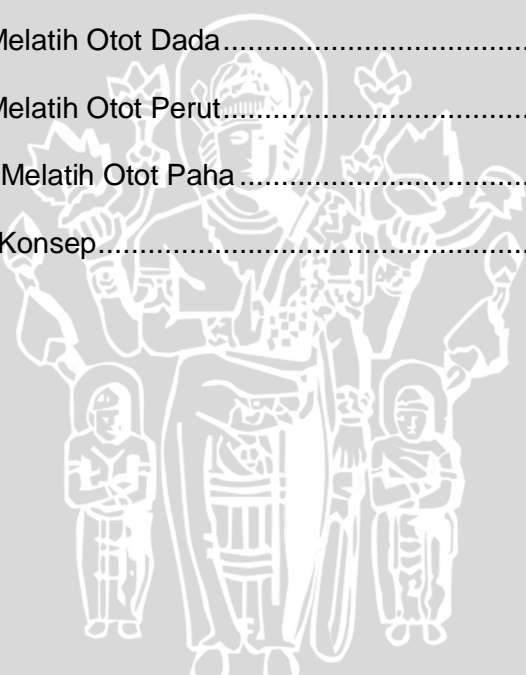 Melatih Otot Dada........................................
Melatih Otot Perut........................................
Melatih Otot Paha......................................
Konsep.......................................................